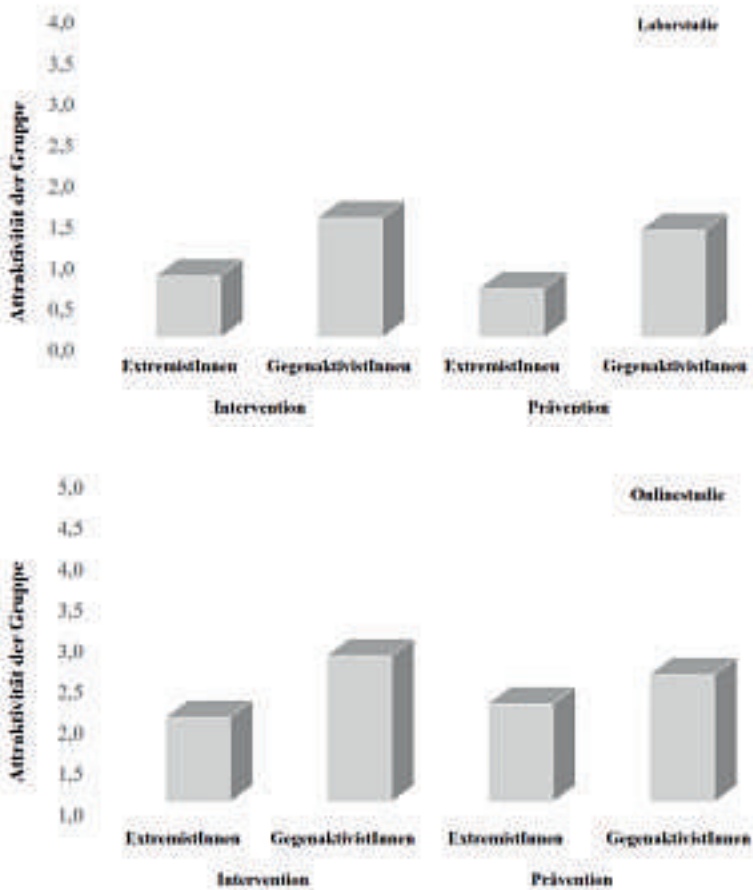 Laborstudie
Attraktivität der Gruppe
4,0
3,5
3,0
2,5
2,0
1,5
1,0
0,5
0,0
ExtremistInnen GegenaktivistInnen ExtremistInnen GegenaktivistInnen
Intervention Prävention
Onlinestudie
Attraktivität der Gruppe
5,0
4,5
4,0
3,5
3,0
2,5
2,0
1,5
1,0
ExtremistInnen GegenaktivistInnen ExtremistInnen GegenaktivistInnen
Intervention Prävention